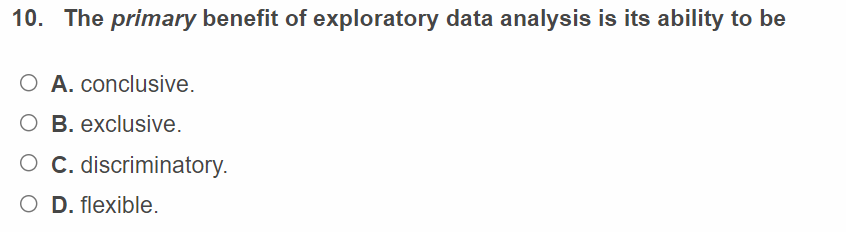 10. The primary benefit of exploratory data analysis is its ability to be
A. conclusive.
B. exclusive.
C. discriminatory.
D. flexible.